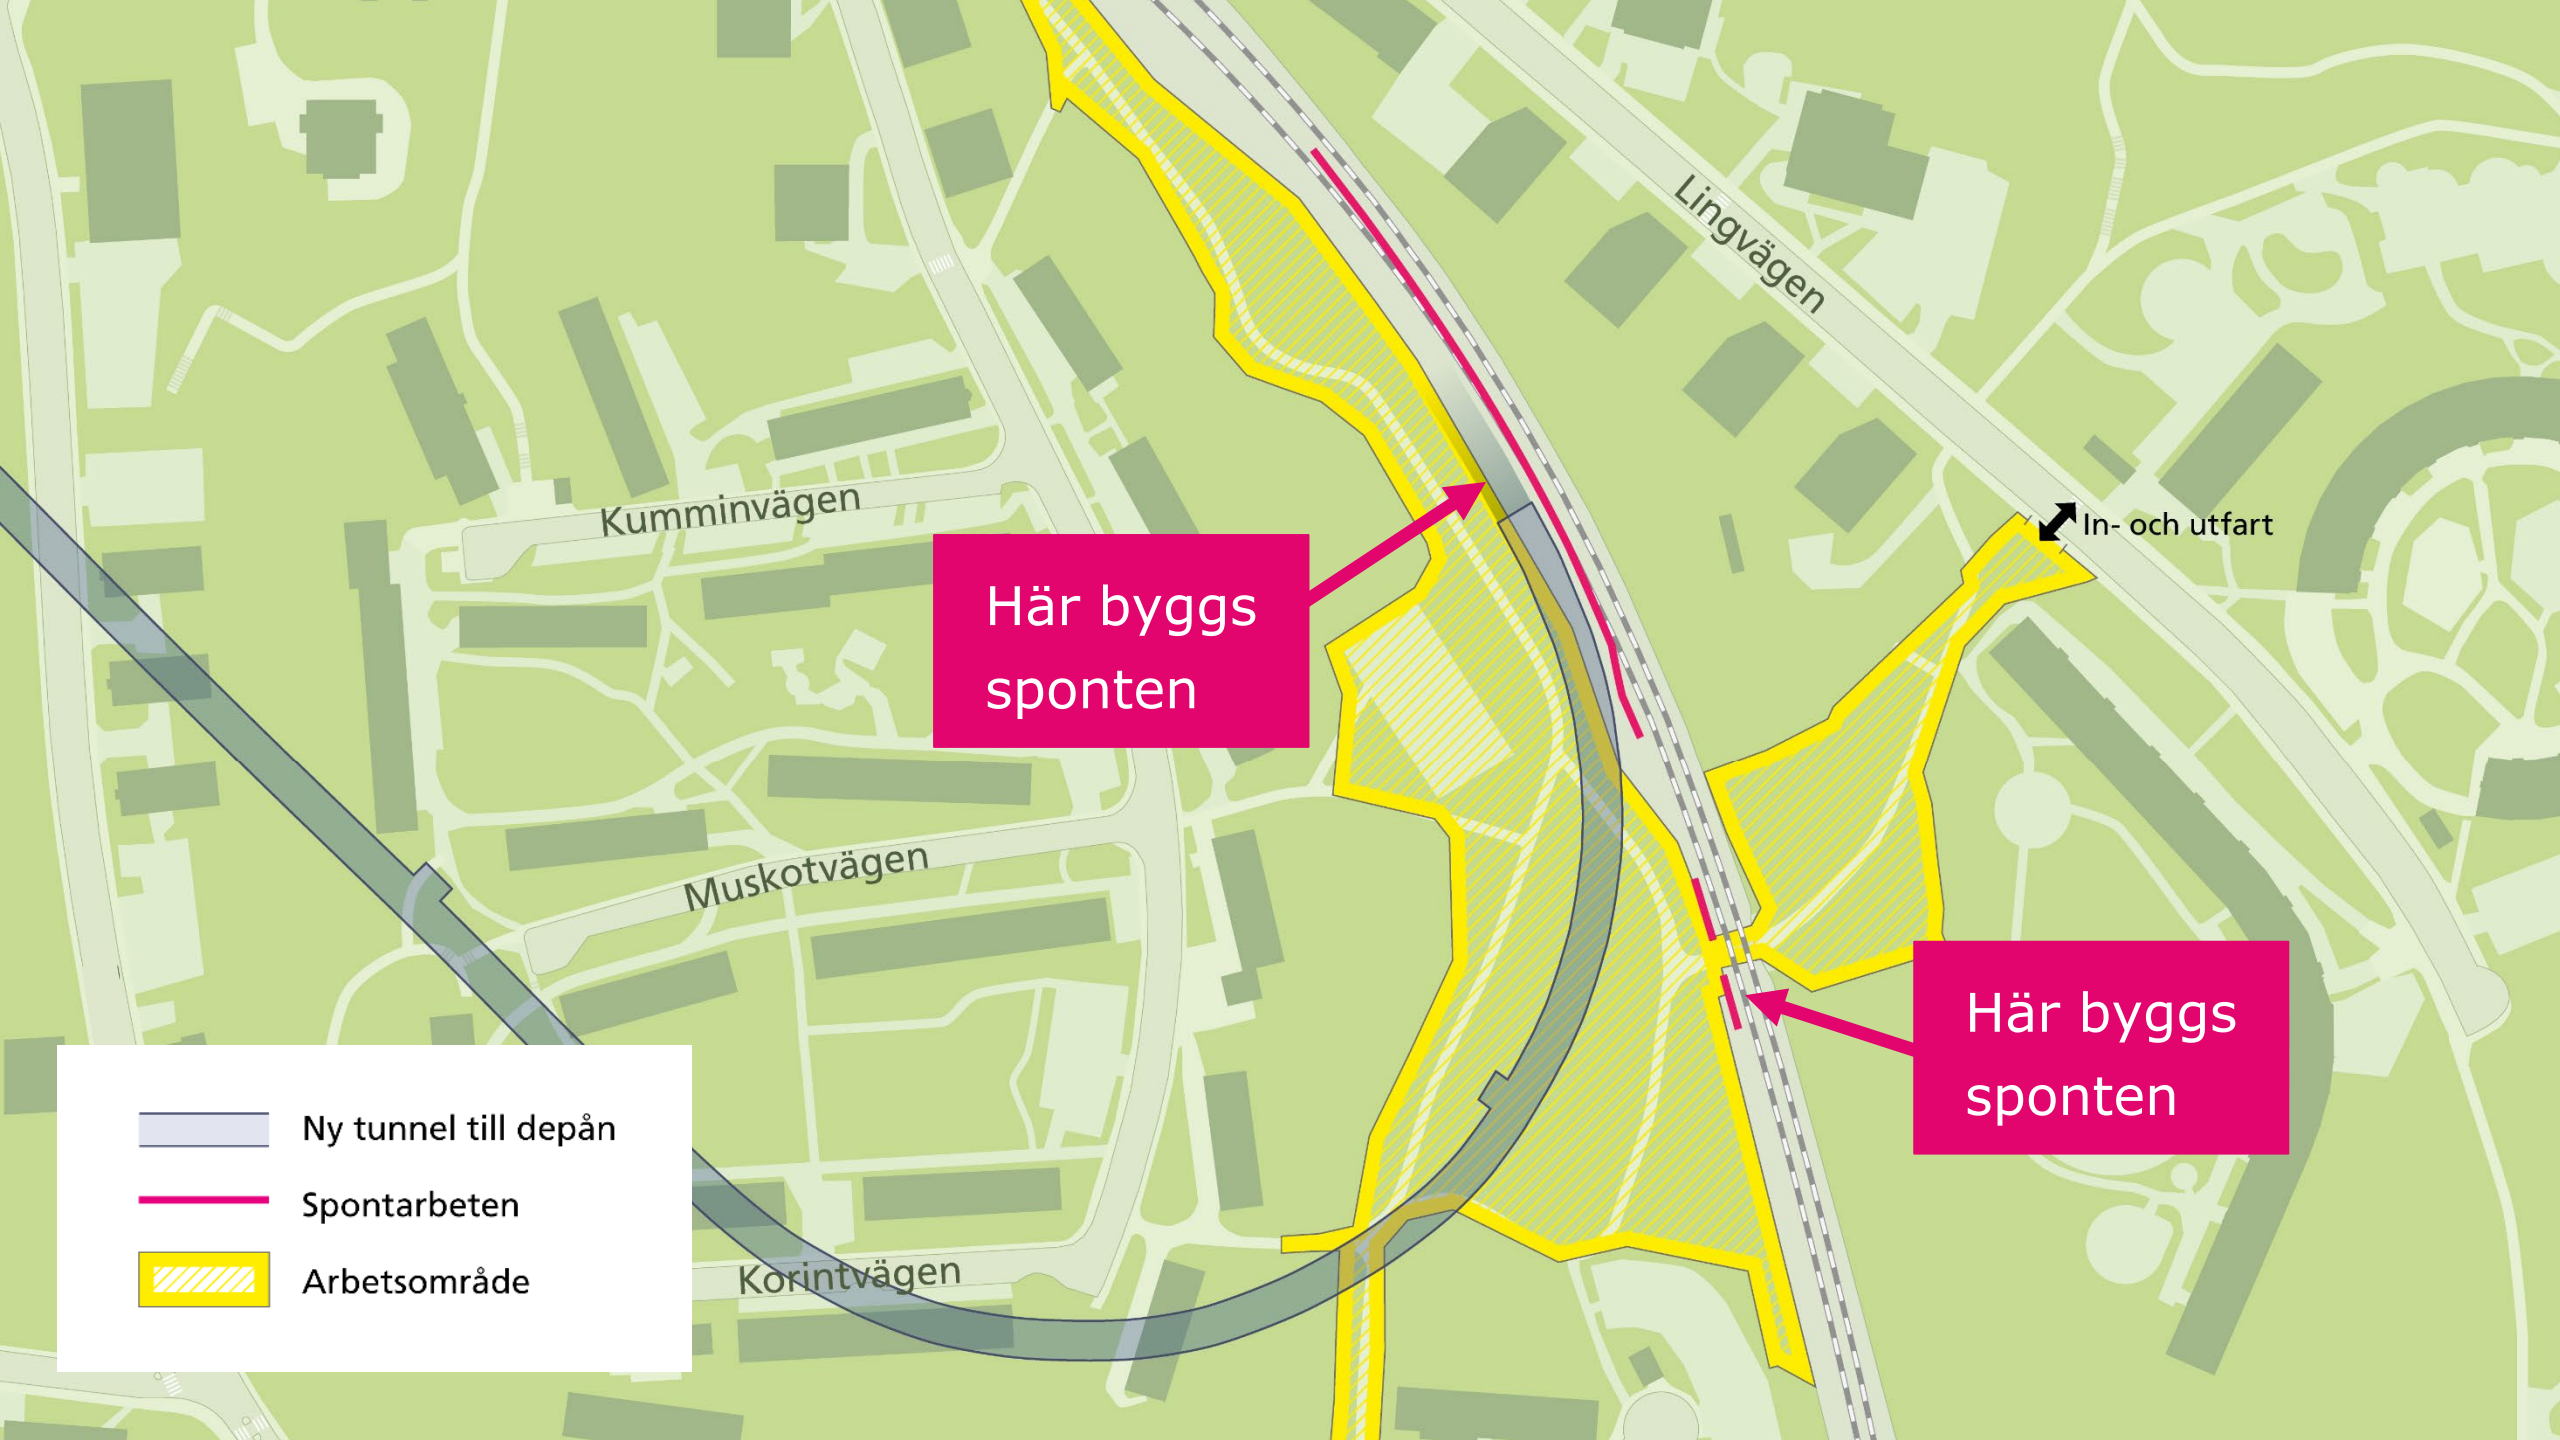 Lingvägen
Kumminvägen
In- och utfart
Här byggs
sponten
Muskotvägen
Här byggs
sponten
Korintvägen
Ny tunnel till depån
Spontarbeten
Arbetsområde